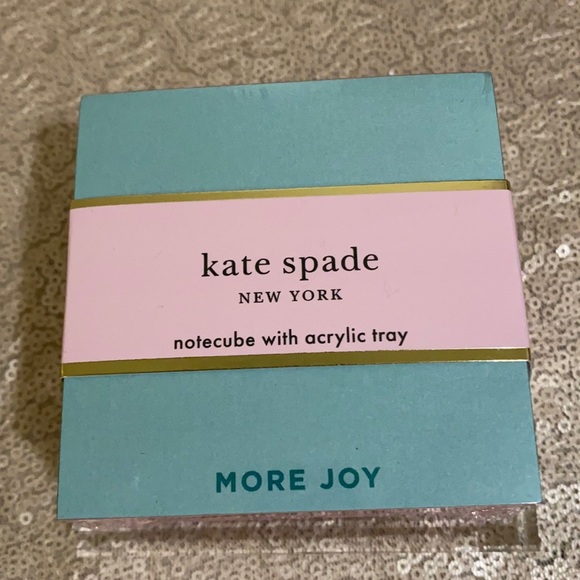 kate spade
NEW YORK
notecube with acrylic tray
MORE JOY